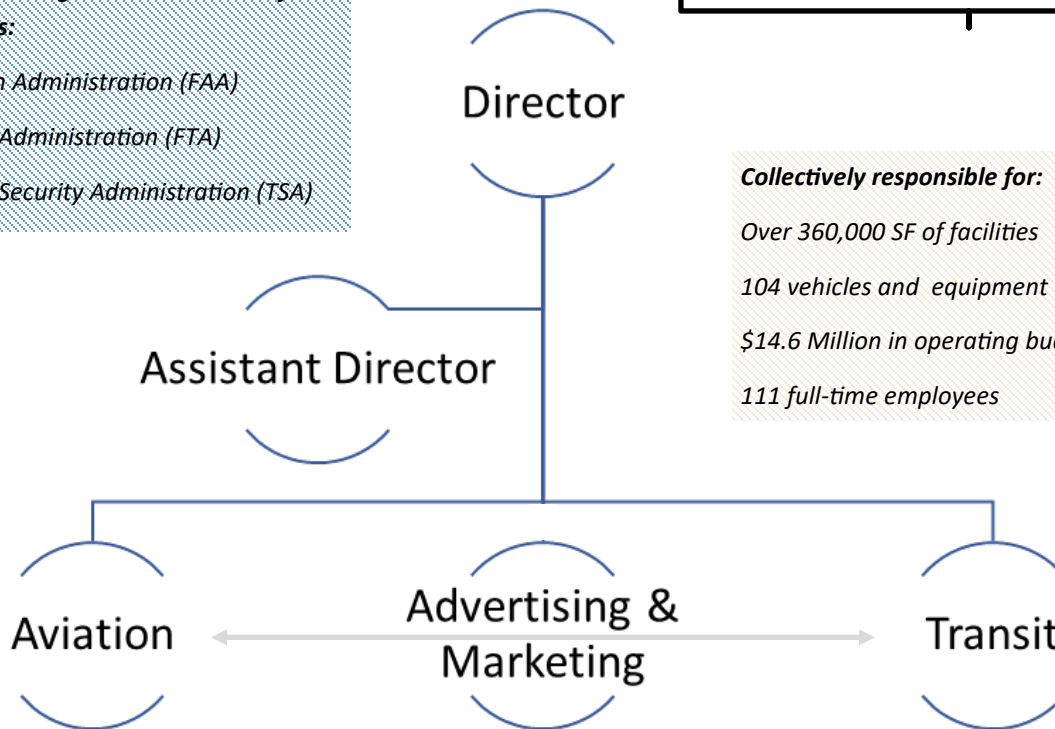 s:
Administration (FAA)
Administration (FTA)
Security Administration (TSA)
Director
Collectively responsible for:
Over 360,000 SF of facilities
104 vehicles and equipment
$14.6 Million in operating
111 full-time employees
Assistant Director
Aviation
Advertising &
Marketing
Transit